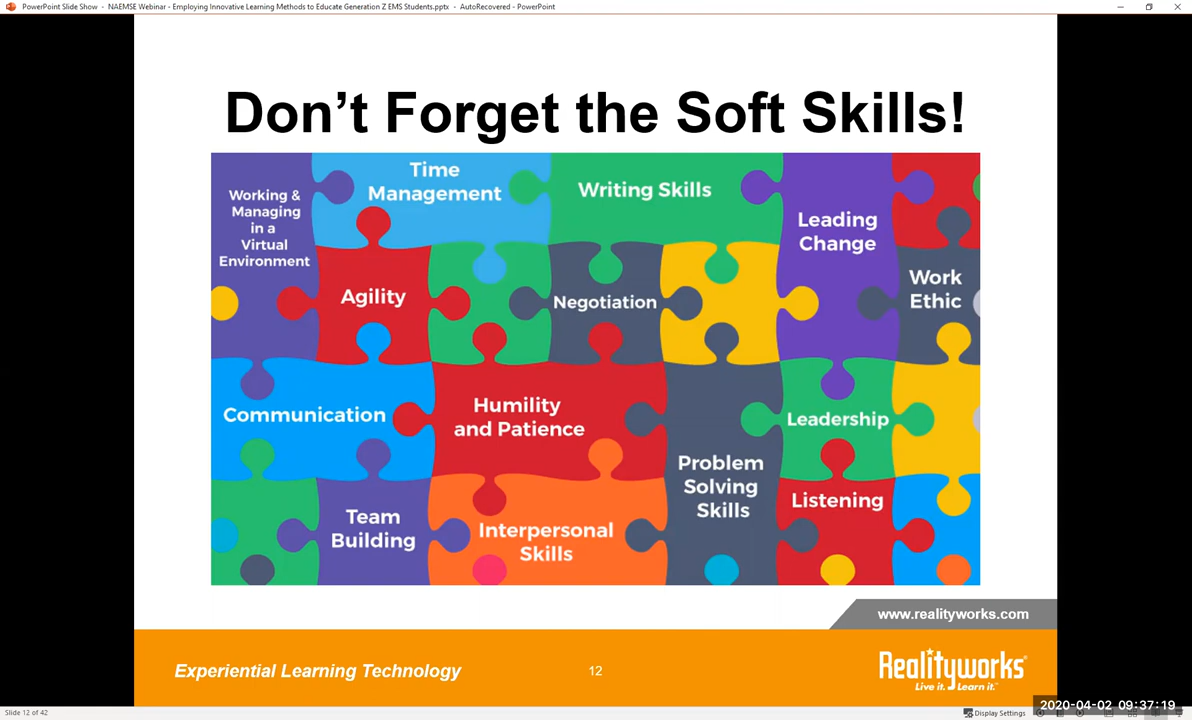 PowerPoint Slide Show - NAEMSE Webinar - Employing Innovative Learning Methods to Educate Generation Z EMS Students.pptx - AutoRecovered - PowerPoint
Don't Forget the Soft Skills!
Working &
Managing
in a
Virtual
Environment
Time
Management
Writing Skills
Leading
Change
Work
Ethic
Agility
Negotiation
Communication
Humility
and Patience
Leadership
Problem
Solving
Skills
Team
Building
Interpersonal
Skills
Listening
www.realityworks.com
Experiential Learning Technology
12
Realityworks
Live it. Learn it.™
Slide 12 of 42
Display Settings
2020-04-02 09:37:19